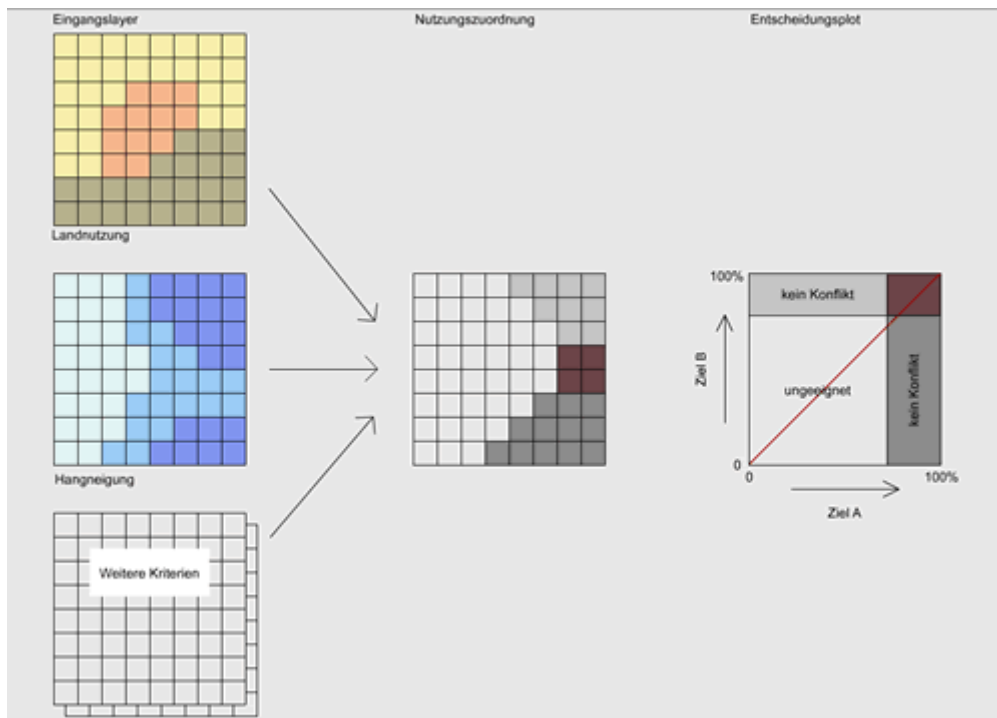 Eingangslayer
Nutzungszuordnung
Entscheidungsplot
Landnutzung
Hangneigung
Weitere Kriterien
100%
kein Konflikt
Ziel B
ungeeignet
kein Konflikt
0
0
100%
Ziel A